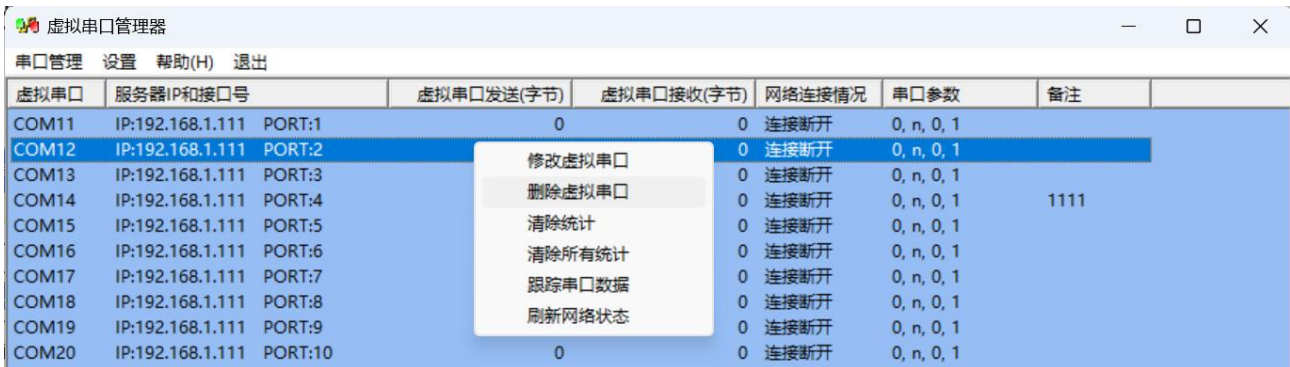 虚拟串口管理器
串口管理 设置 帮助(H) 退出
虚拟串口 服务器IP和接口号 虚拟串口发送(字节) 虚拟串口接收(字节) 网络连接情况 串口参数 备注
COM11 IP:192.168.1.111 PORT:1 0 0 连接断开 0, n, 0, 1
COM12 IP:192.168.1.111 PORT:2 0 连接断开 0, n, 0, 1
COM13 IP:192.168.1.111 PORT:3 0 连接断开 0, n, 0, 1
COM14 IP:192.168.1.111 PORT:4 0 连接断开 0, n, 0, 1 1111
COM15 IP:192.168.1.111 PORT:5 0 连接断开 0, n, 0, 1
COM16 IP:192.168.1.111 PORT:6 0 连接断开 0, n, 0, 1
COM17 IP:192.168.1.111 PORT:7 0 连接断开 0, n, 0, 1
COM18 IP:192.168.1.111 PORT:8 0 连接断开 0, n, 0, 1
COM19 IP:192.168.1.111 PORT:9 0 连接断开 0, n, 0, 1
COM20 IP:192.168.1.111 PORT:10 0 0 连接断开 0, n, 0, 1
修改虚拟串口
删除虚拟串口
清除统计
清除所有统计
跟踪串口数据
刷新网络状态